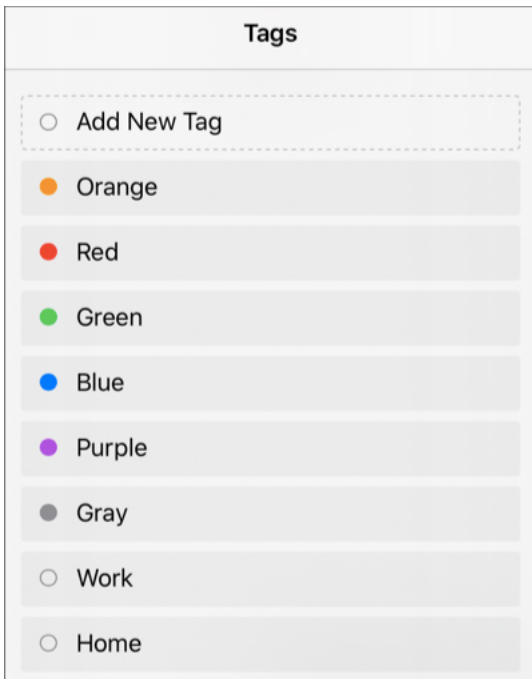 Tags
Add New Tag
Orange
Red
Green
Blue
Purple
Gray
Work
Home